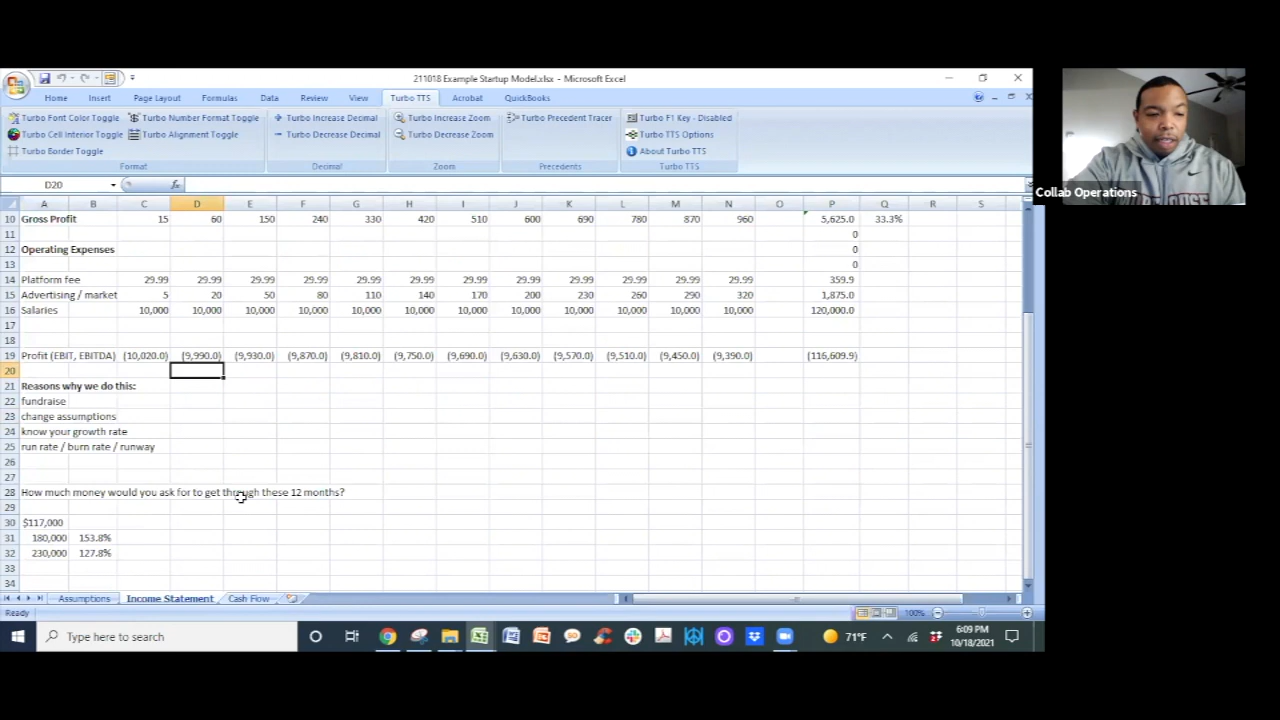 211018 Example Startup Model.xlsx - Microsoft Excel
Home Insert Page Layout Formulas Data Review View Turbo TTS Acrobat QuickBooks
Turbo Font Color Toggle Turbo Number Format Toggle Turbo Increase Decimal Turbo Increase Zoom Turbo Precedent Tracer Turbo F1 Key - Disabled
Turbo Cell Interior Toggle Turbo Alignment Toggle Turbo Decrease Decimal Turbo Decrease Zoom Turbo TTS Options
Turbo Border Toggle About Turbo TTS
Format Decimal Zoom Precedents Turbo TTS
D20 fx
Collab Operations
A B C D E F G H I J K L M N O P Q R S
10 Gross Profit 15 60 150 240 330 420 510 600 690 780 870 960 5,625.0 33.3%
11 0
12 Operating Expenses 0
13 0
14 Platform fee 29.99 29.99 29.99 29.99 29.99 29.99 29.99 29.99 29.99 29.99 29.99 29.99 359.9
15 Advertising / market 5 20 50 80 110 140 170 200 230 260 290 320 1,875.0
16 Salaries 10,000 10,000 10,000 10,000 10,000 10,000 10,000 10,000 10,000 10,000 10,000 10,000 120,000.0
17
18
19 Profit (EBIT, EBITDA) (10,020.0) (9,990.0) (9,930.0) (9,870.0) (9,810.0) (9,750.0) (9,690.0) (9,630.0) (9,570.0) (9,510.0) (9,450.0) (9,390.0) (116,609.9)
20
21 Reasons why we do this:
22 fundraise
23 change assumptions
24 know your growth rate
25 run rate / burn rate / runway
26
27
28 How much money would you ask for to get through these 12 months?
29
30 $117,000
31 180,000 153.8%
32 230,000 127.8%
33
34
Assumptions Income Statement Cash Flow
Ready 100%
Type here to search 71°F 6:09 PM
10/18/2021